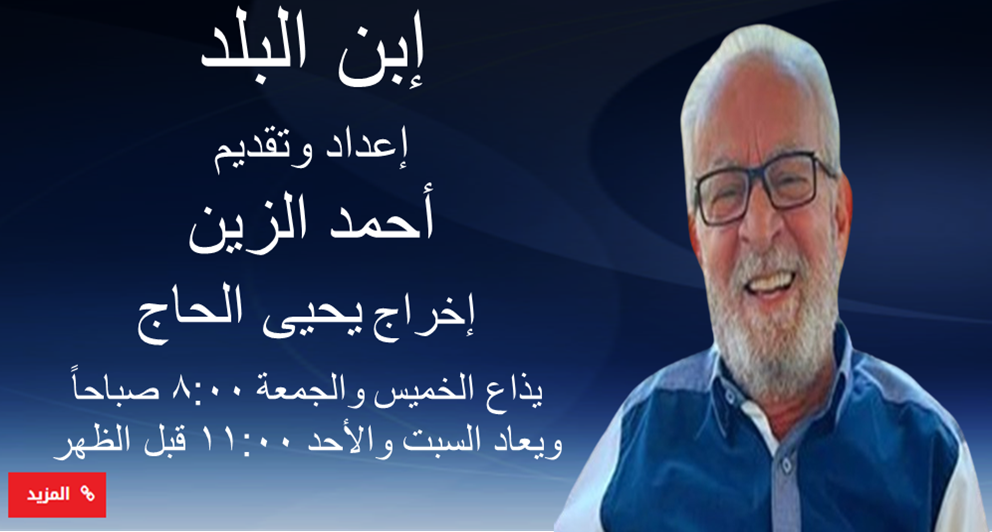 إبن البلد
إعداد وتقديم
أحمد الزين
إخراج يحيى الحاج
يذاع الخميس والجمعة ٨:٠٠ صباحاً
ويعاد السبت والأحد ١١:٠٠ قبل الظهر
المزيد